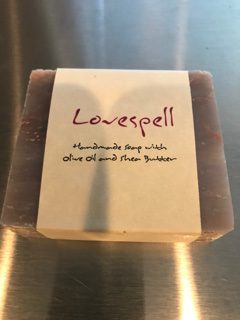 Lovespell
Handmade Soap with
Olive Oil and Shea Butter